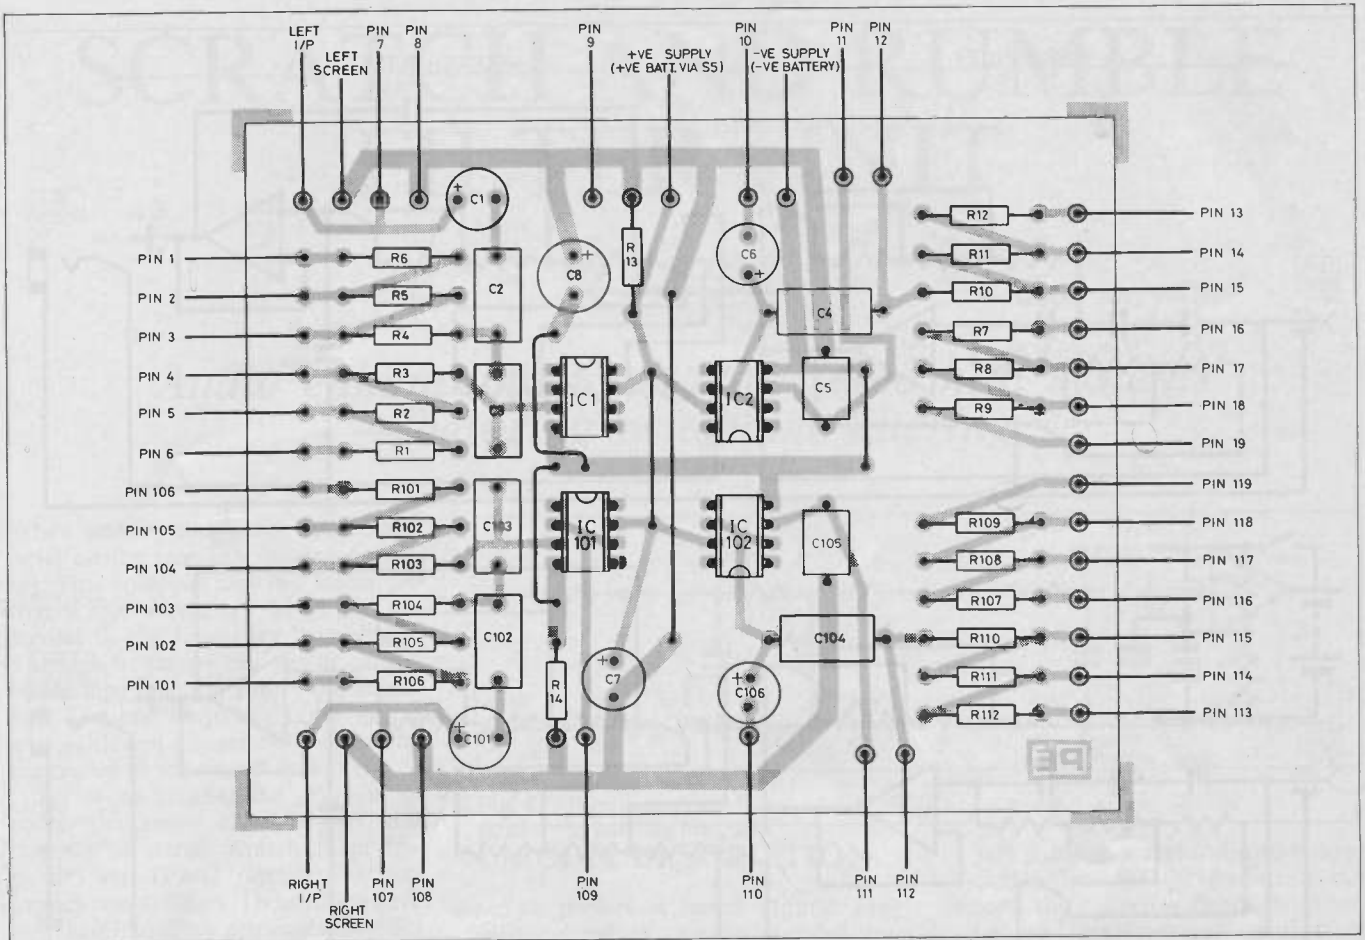 LEFT
I/P
LEFT
SCREEN
PIN
7
PIN
8
PIN
9
+VE SUPPLY
(+VE BATT. VIA S5)
PIN
10
-VE SUPPLY
(-VE BATTERY)
PIN
11
PIN
12
+
C1
R6
R5
R4
R3
R2
R1
R101
R102
R103
R104
R105
R106
C2
C103
C102
+
C101
+
C8
R
13
C6
+
C4
C5
IC1
IC2
IC
101
IC
102
C105
C104
R
14
+
C7
+
C106
R12
R11
R10
R7
R8
R9
R109
R108
R107
R110
R111
R112
PE
PIN 1
PIN 2
PIN 3
PIN 4
PIN 5
PIN 6
PIN 106
PIN 105
PIN 104
PIN 103
PIN 102
PIN 101
PIN 13
PIN 14
PIN 15
PIN 16
PIN 17
PIN 18
PIN 19
PIN 119
PIN 118
PIN 117
PIN 116
PIN 115
PIN 114
PIN 113
RIGHT
I/P
RIGHT
SCREEN
PIN
107
PIN
108
PIN
109
PIN
110
PIN
111
PIN
112